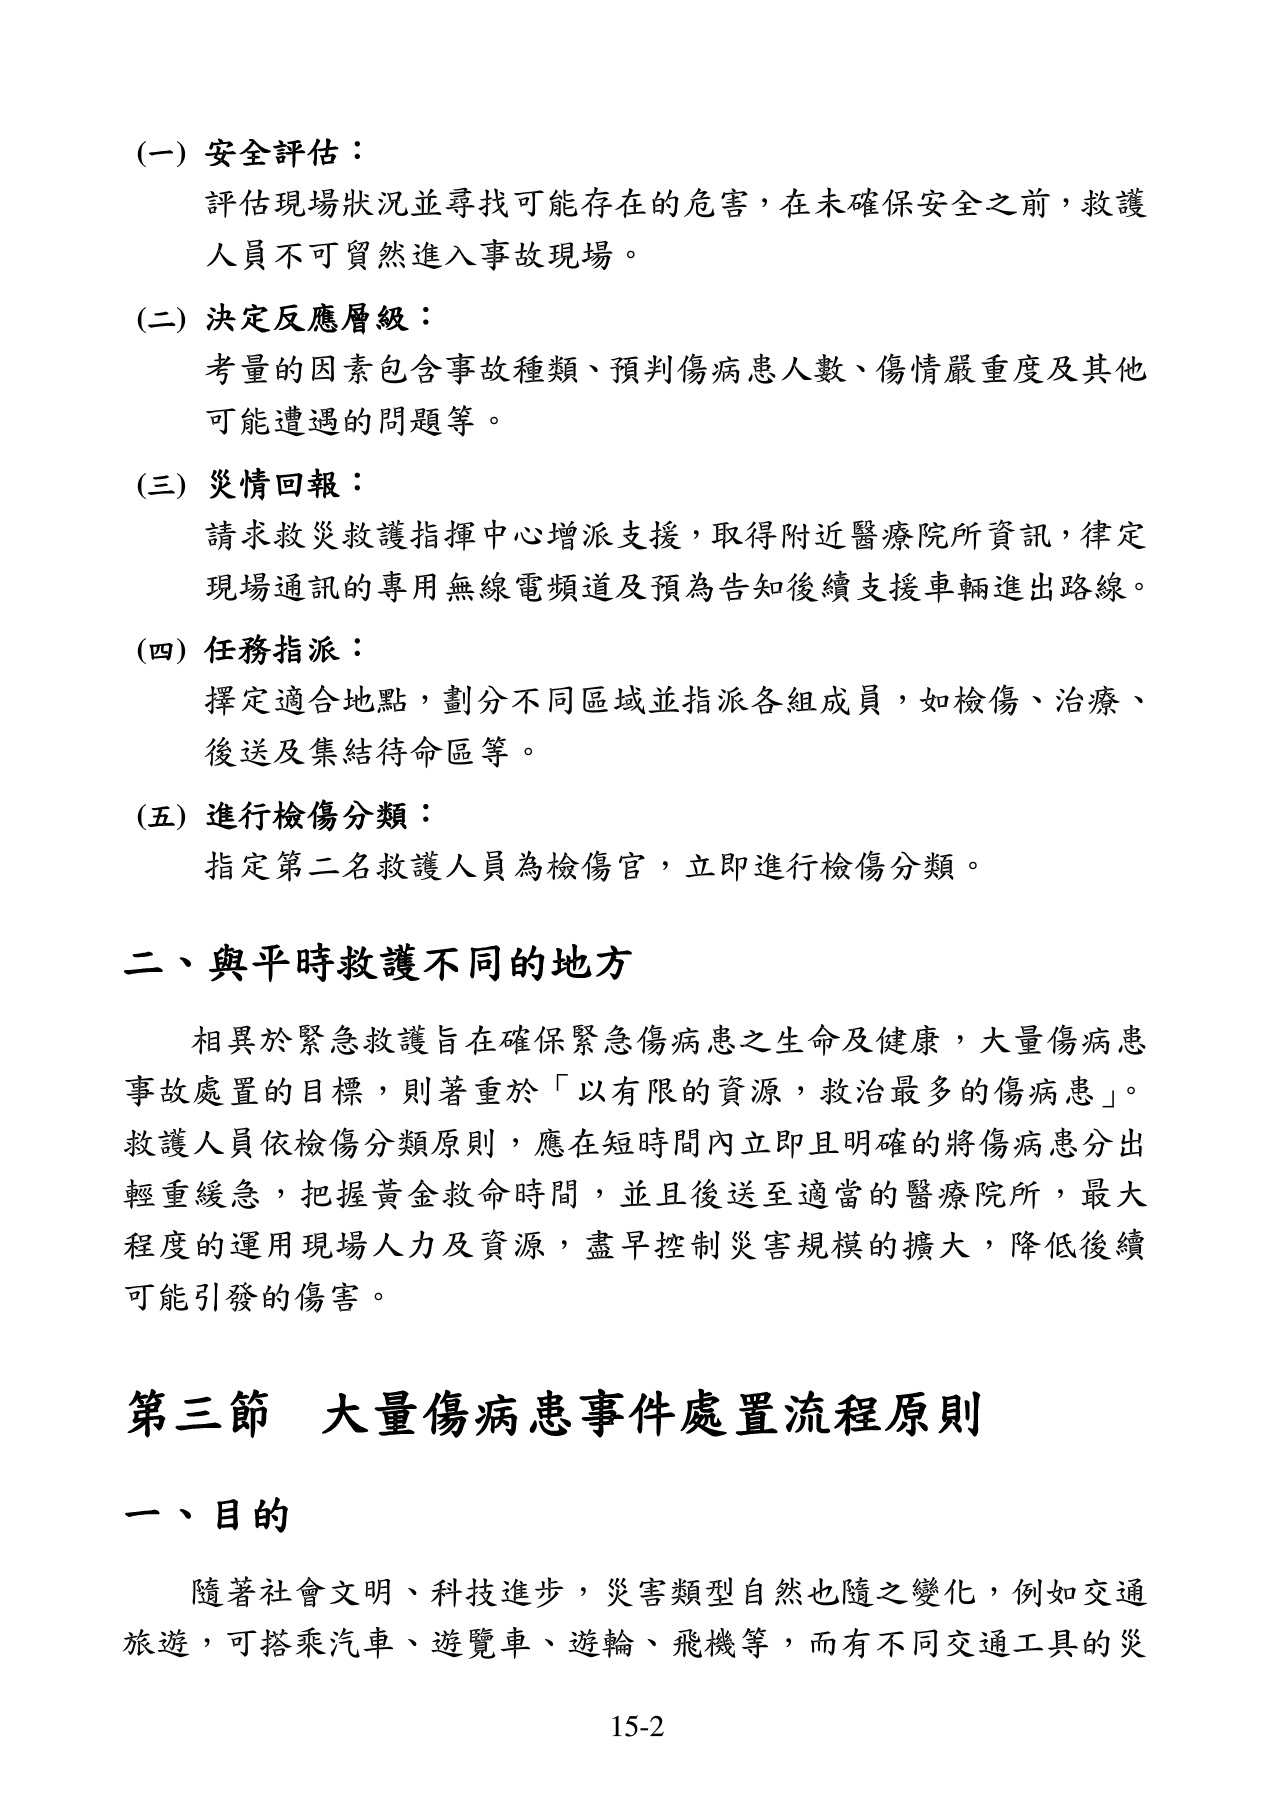 (一) 安全評估：
評估現場狀況並尋找可能存在的危害，在未確保安全之前，救護
人員不可貿然進入事故現場。
(二) 決定反應層級：
考量的因素包含事故種類、預判傷病患人數、傷情嚴重度及其他
可能遭遇的問題等。
(三) 災情回報：
請求救災救護指揮中心增派支援，取得附近醫療院所資訊，律定
現場通訊的專用無線電頻道及預為告知後續支援車輛進出路線。
(四) 任務指派：
擇定適合地點，劃分不同區域並指派各組成員，如檢傷、治療、
後送及集結待命區等。
(五) 進行檢傷分類：
指定第二名救護人員為檢傷官，立即進行檢傷分類。
二、與平時救護不同的地方
相異於緊急救護旨在確保緊急傷病患之生命及健康，大量傷病患
事故處置的目標，則著重於「以有限的資源，救治最多的傷病患」。
救護人員依檢傷分類原則，應在短時間內立即且明確的將傷病患分出
輕重緩急，把握黃金救命時間，並且後送至適當的醫療院所，最大
程度的運用現場人力及資源，盡早控制災害規模的擴大，降低後續
可能引發的傷害。
第三節　大量傷病患事件處置流程原則
一、目的
隨著社會文明、科技進步，災害類型自然也隨之變化，例如交通
旅遊，可搭乘汽車、遊覽車、遊輪、飛機等，而有不同交通工具的災
15-2